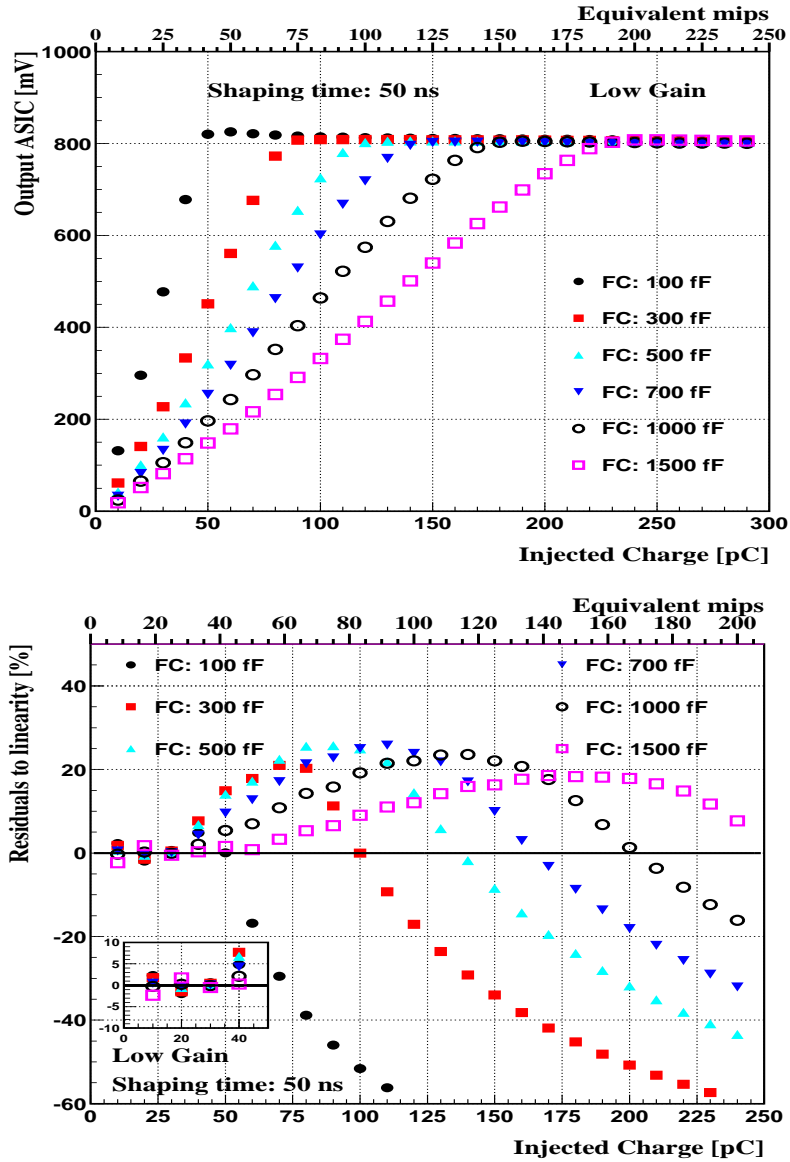 Equivalent mips
0 25 50 75 100 125 150 175 200 225 250
Output ASIC [mV]
1000
800
600
400
200
0
Shaping time: 50 ns
Low Gain
FC: 100 fF
FC: 300 fF
FC: 500 fF
FC: 700 fF
FC: 1000 fF
FC: 1500 fF
0 50 100 150 200 250 300
Injected Charge [pC]
Equivalent mips
0 20 40 60 80 100 120 140 160 180 200
Residuals to linearity [%]
40
20
0
-20
-40
-60
FC: 100 fF
FC: 300 fF
FC: 500 fF
FC: 700 fF
FC: 1000 fF
FC: 1500 fF
10
5
0
-5
-10
0 20 40
Low Gain
Shaping time: 50 ns
0 25 50 75 100 125 150 175 200 225 250
Injected Charge [pC]